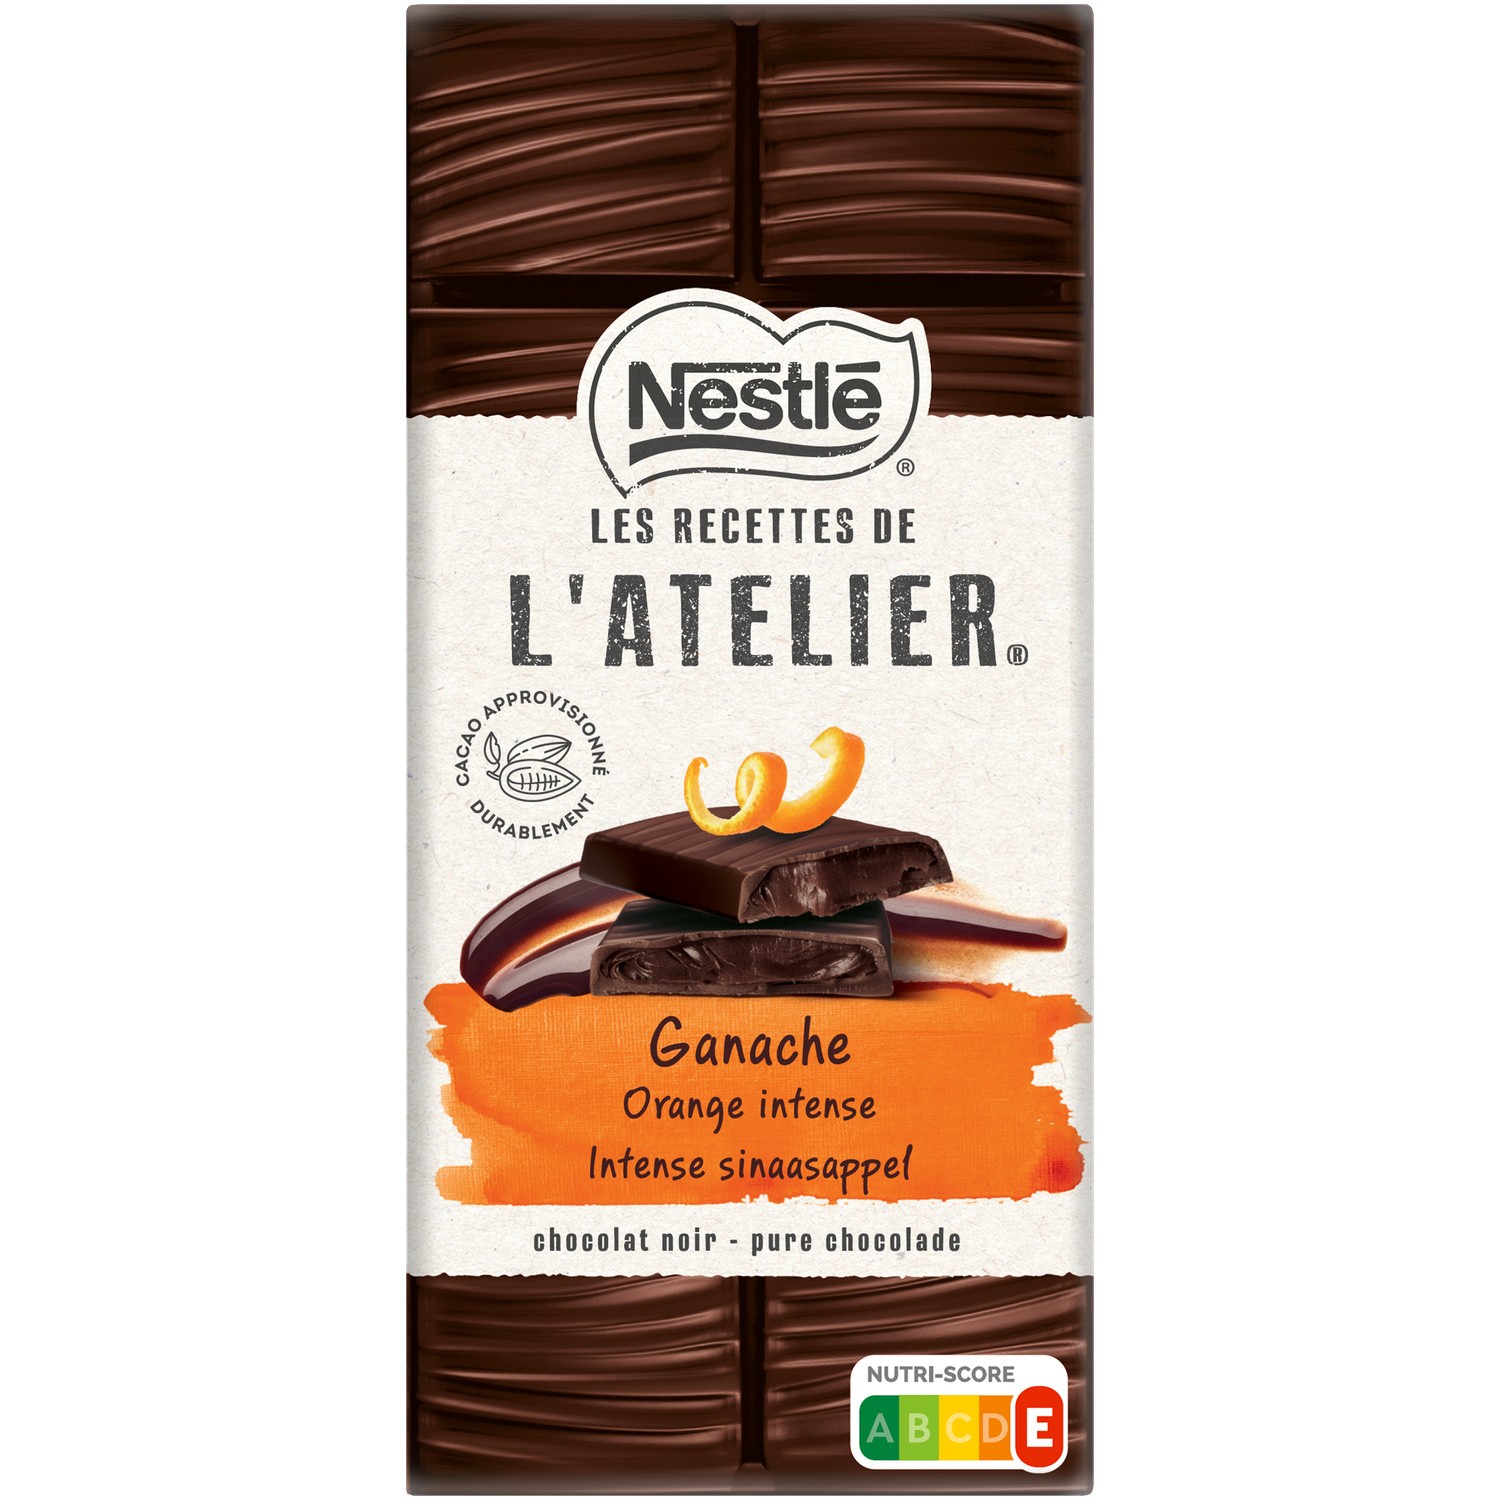 Nestlé®
LES RECETTES DE
L'ATELIER®
CACAO APPROVISIONNÉ
DURABLEMENT
Ganache
Orange intense
Intense sinaasappel
chocolat noir - pure chocolade
NUTRI-SCORE
A B C D E